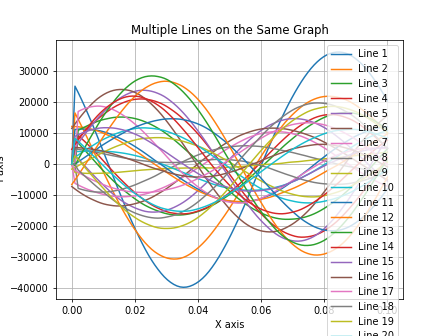 Multiple Lines on the Same Graph
30000
20000
10000
0
−10000
−20000
−30000
−40000
0.00
0.02
0.04
0.06
X axis
Line 1
Line 2
Line 3
Line 4
Line 5
Line 6
Line 7
Line 8
Line 9
Line 10
Line 11
Line 12
Line 13
Line 14
Line 15
Line 16
Line 17
Line 18
Line 19
Line 20